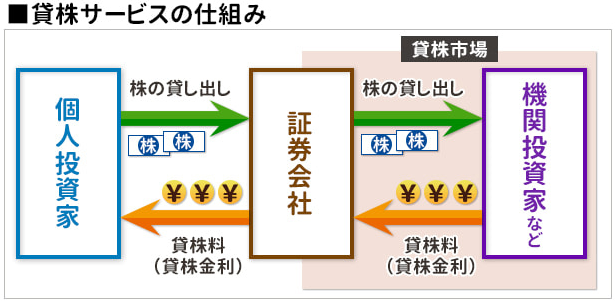 ■貸株サービスの仕組み
貸株市場
個人投資家
株の貸し出し
株 株
¥ ¥ ¥
貸株料
（貸株金利）
証券会社
株の貸し出し
株 株
¥ ¥ ¥
貸株料
（貸株金利）
機関投資家など